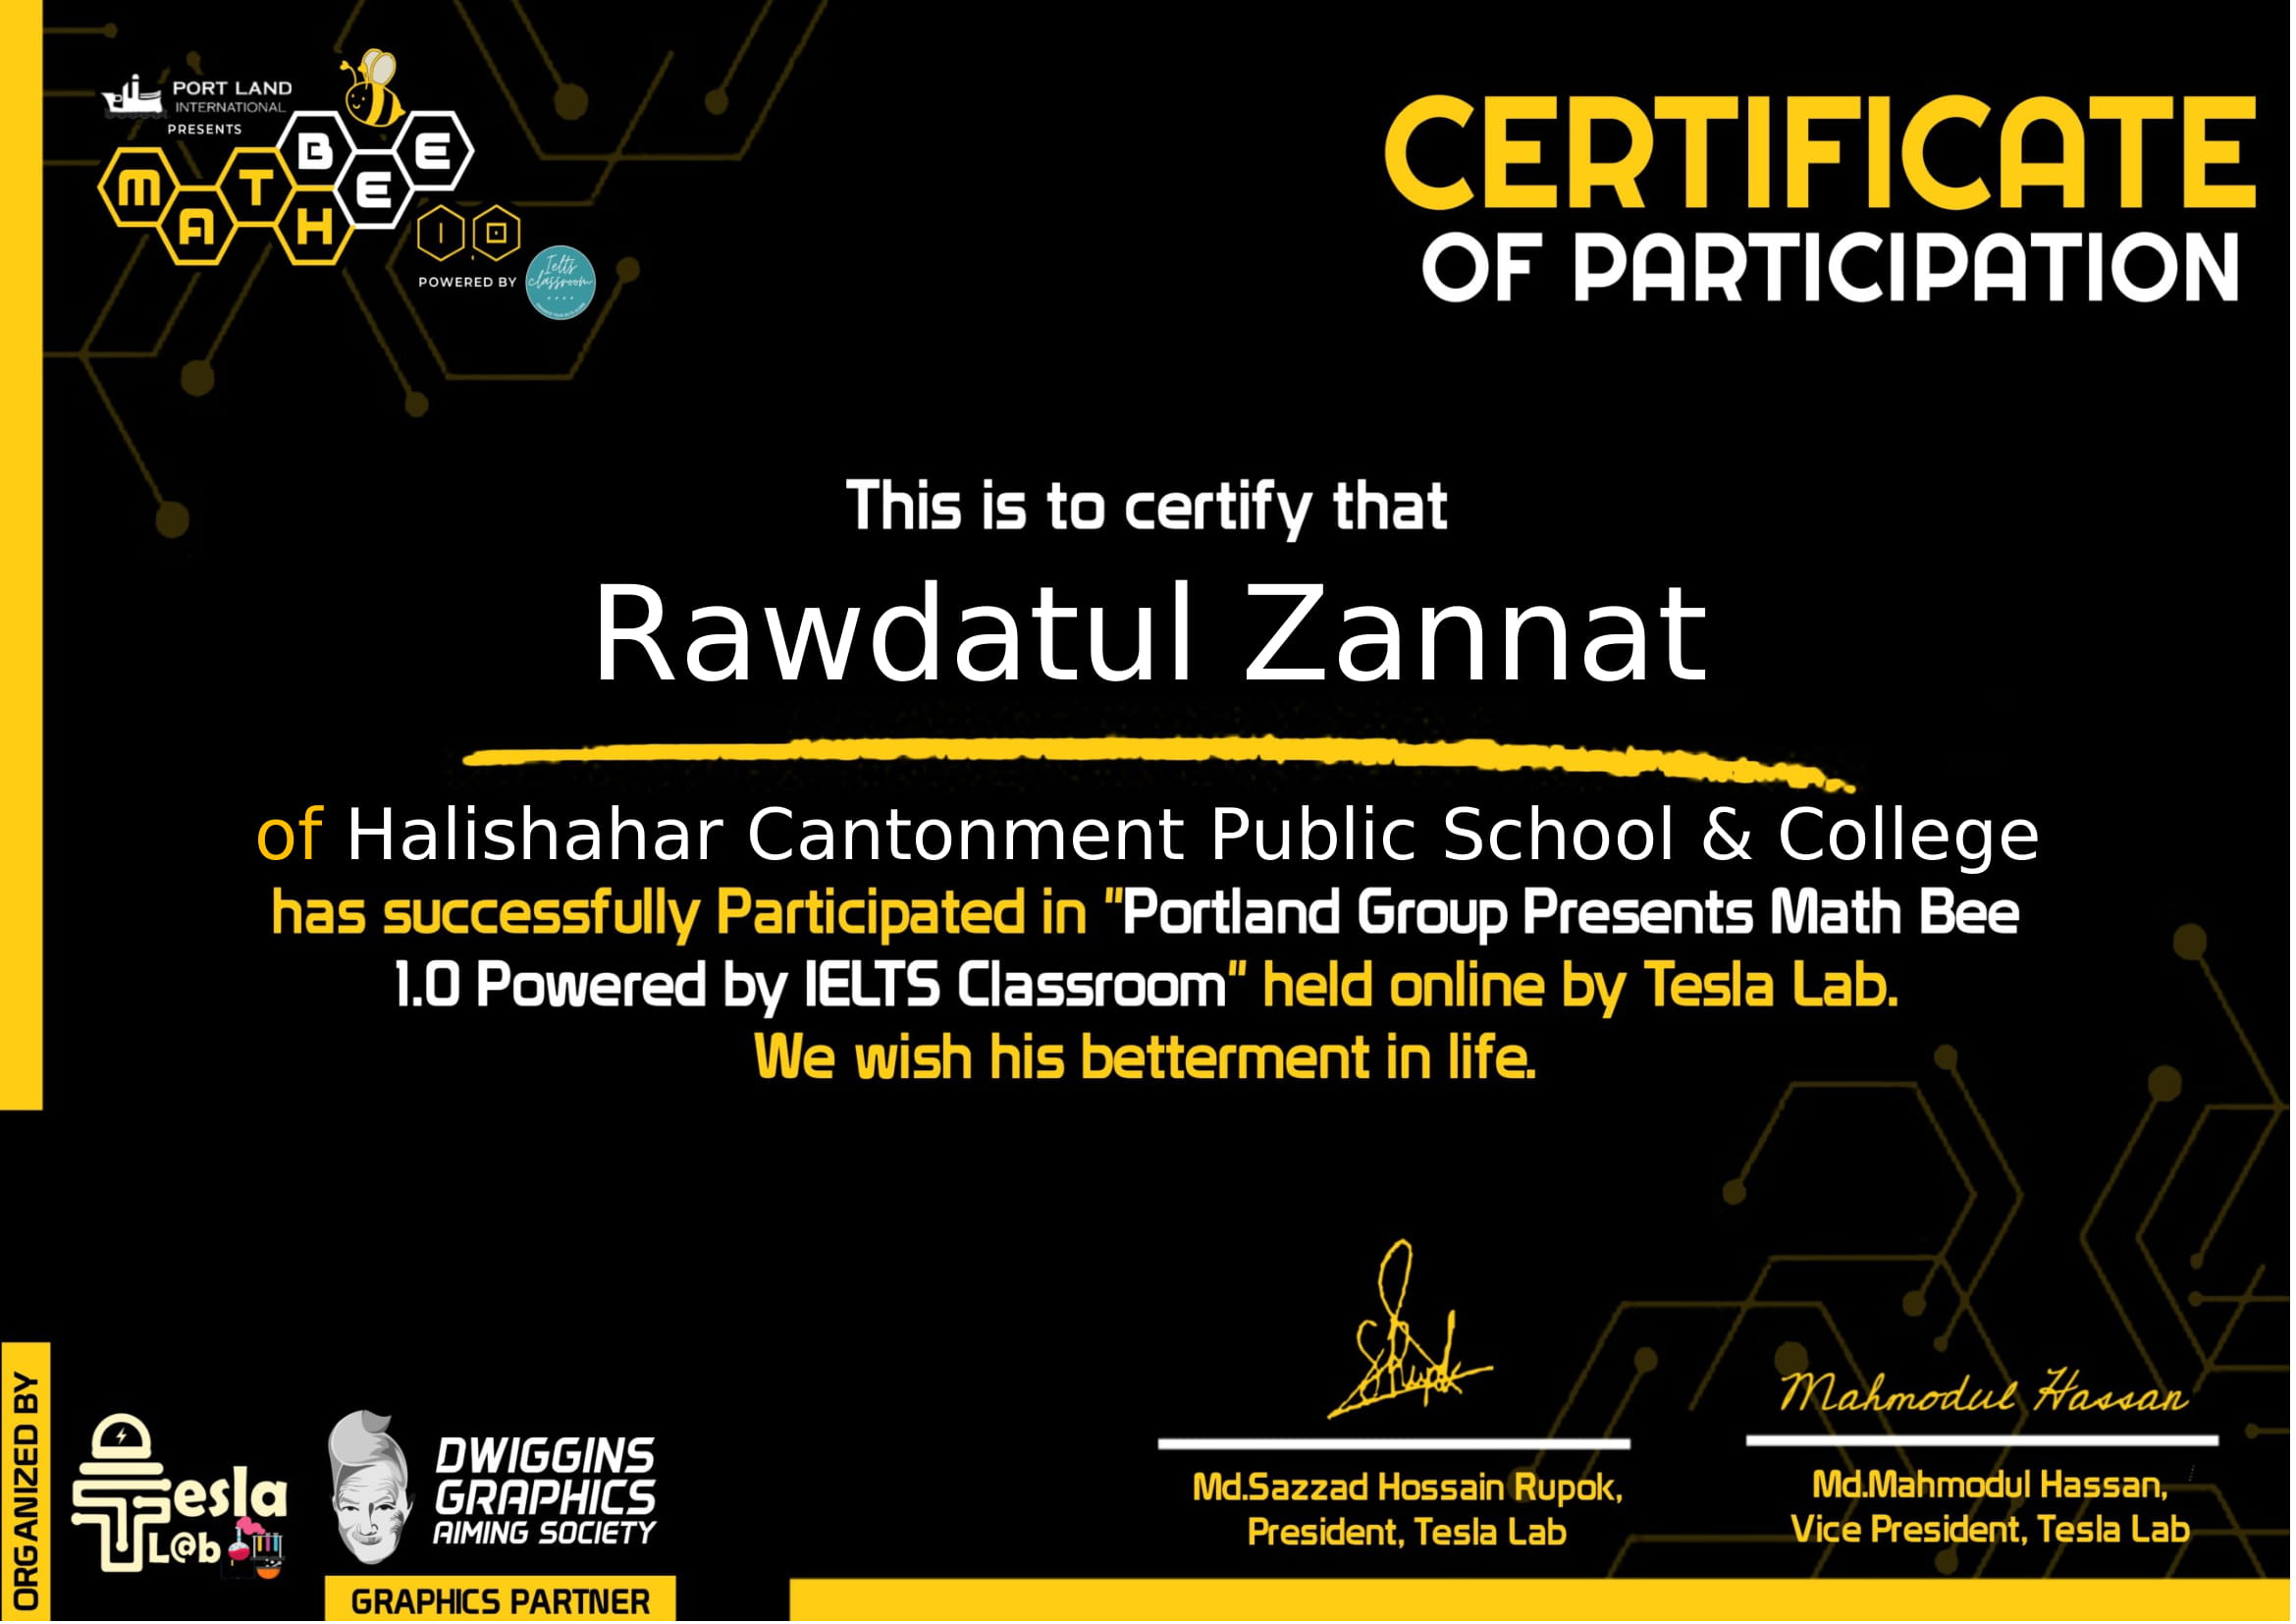 PORT LAND
INTERNATIONAL
PRESENTS
MATH BEE
1.0
POWERED BY
Ielts
classroom
CERTIFICATE
OF PARTICIPATION
This is to certify that
Rawdatul Zannat
of Halishahar Cantonment Public School & College
has successfully Participated in "Portland Group Presents Math Bee
1.0 Powered by IELTS Classroom" held online by Tesla Lab.
We wish his betterment in life.
ORGANIZED BY
Tesla
L@b
DWIGGINS
GRAPHICS
AIMING SOCIETY
GRAPHICS PARTNER
SRupok
Md.Sazzad Hossain Rupok,
President, Tesla Lab
Mahmodul Hassan
Md.Mahmodul Hassan,
Vice President, Tesla Lab